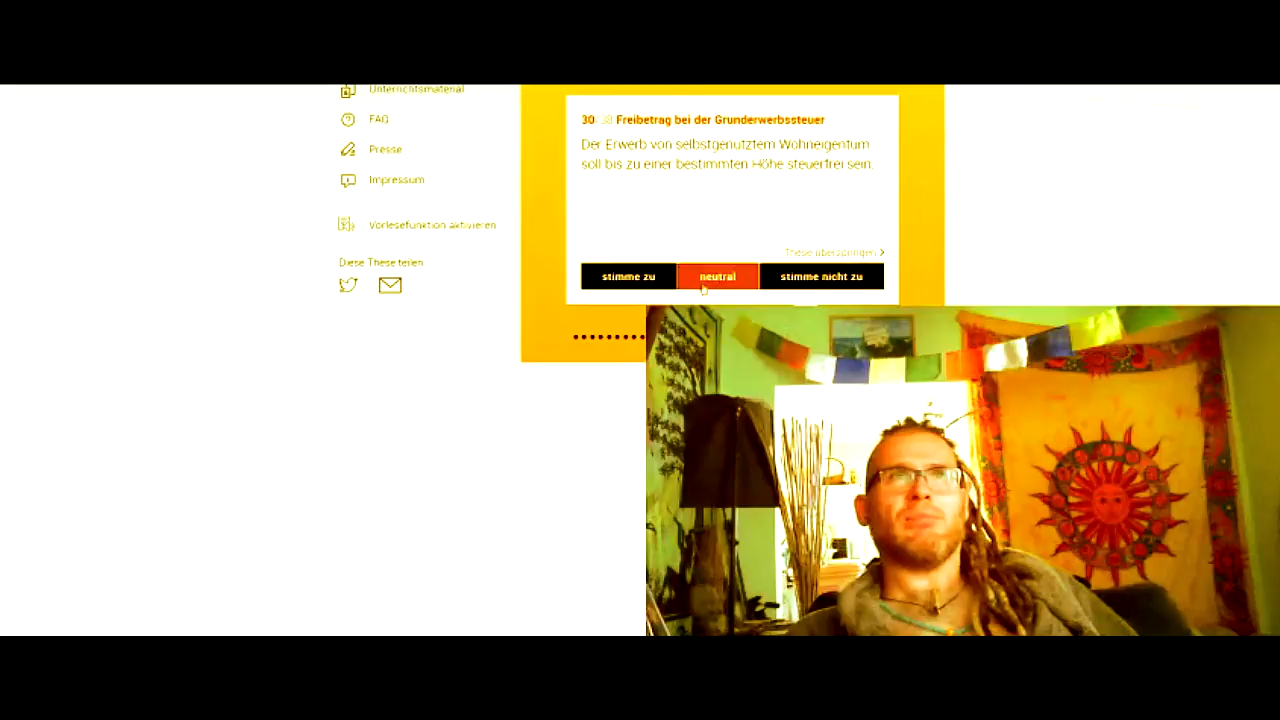 Unterrichtsmaterial
FAQ
Presse
Impressum
Vorlesefunktion aktivieren
Diese These teilen
30 38 Freibetrag bei der Grunderwerbssteuer
Der Erwerb von selbstgenutztem Wohneigentum
soll bis zu einer bestimmten Höhe steuerfrei sein.
These überspringen
stimme zu
neutral
stimme nicht zu